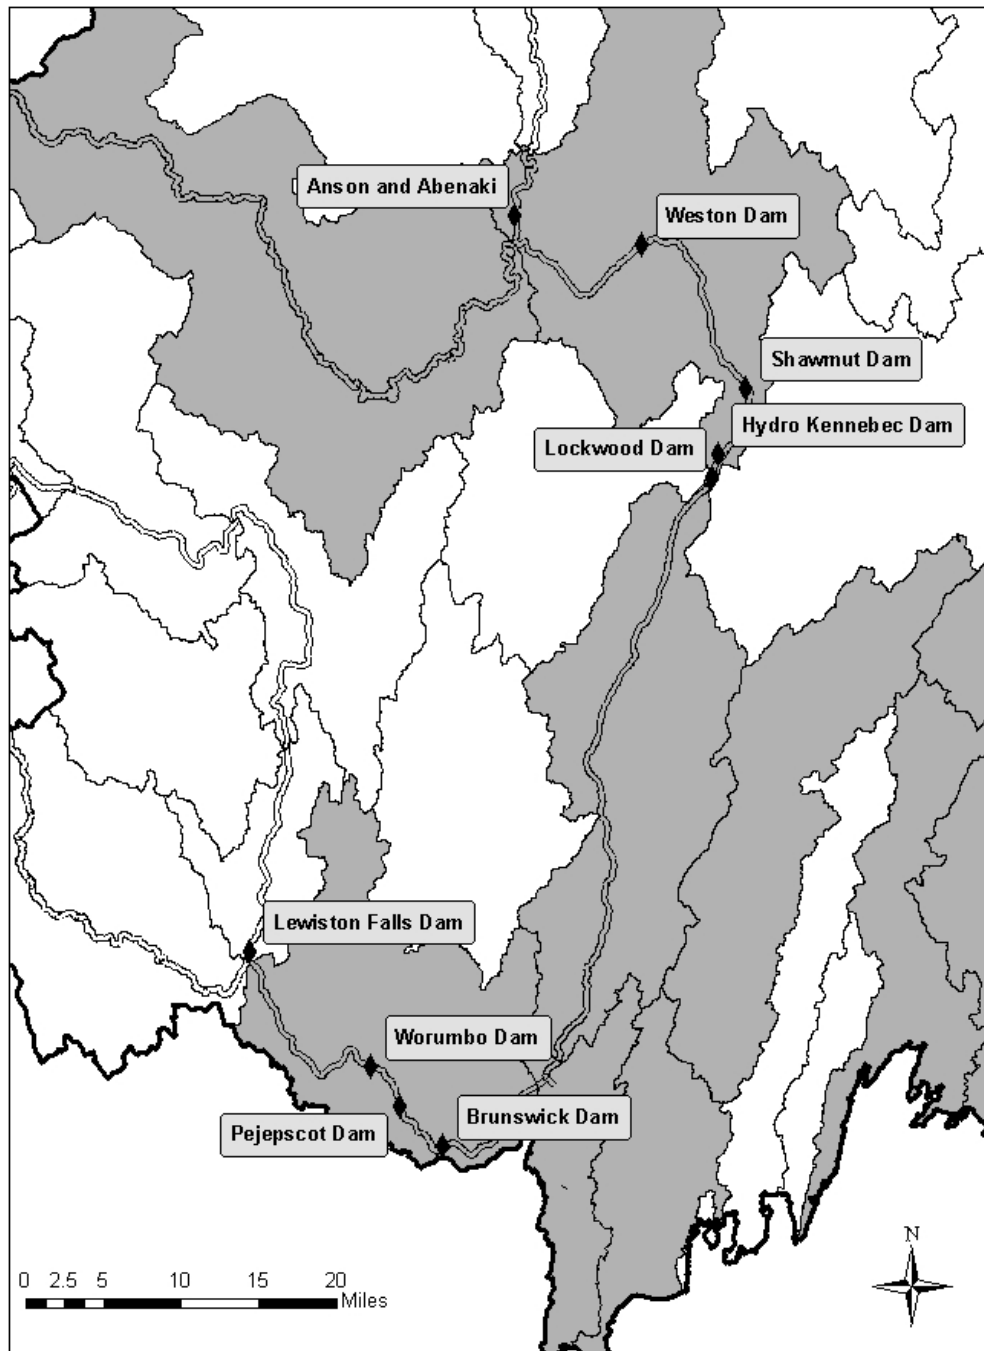 Anson and Abenaki
Weston Dam
Shawmut Dam
Hydro Kennebec Dam
Lockwood Dam
Lewiston Falls Dam
Worumbo Dam
Brunswick Dam
Pejepscot Dam
N
0 2.5 5 10 15 20
Miles